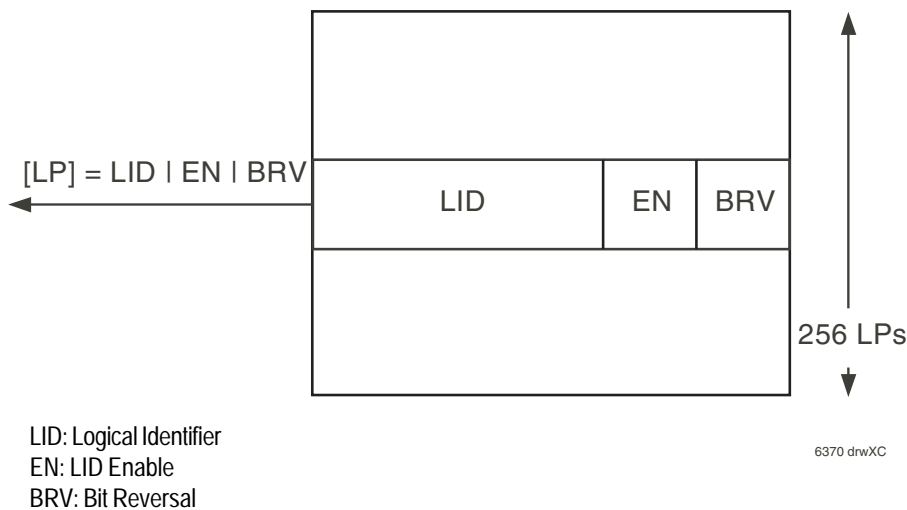 [LP] = LID | EN | BRV
LID
EN
BRV
256 LPs
LID: Logical Identifier
EN: LID Enable
BRV: Bit Reversal
6370 drwXC